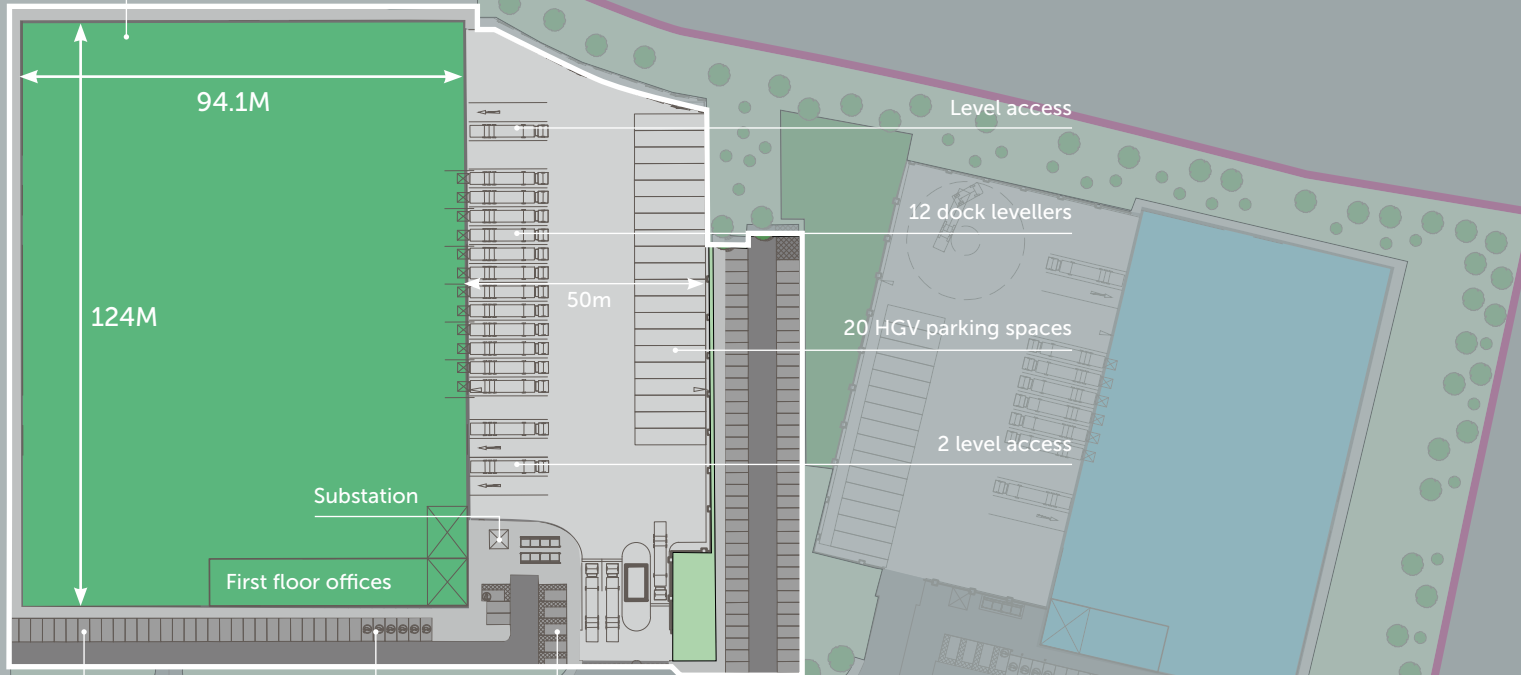 94.1M
Level access
12 dock levellers
50m
124M
20 HGV parking spaces
2 level access
Substation
First floor offices